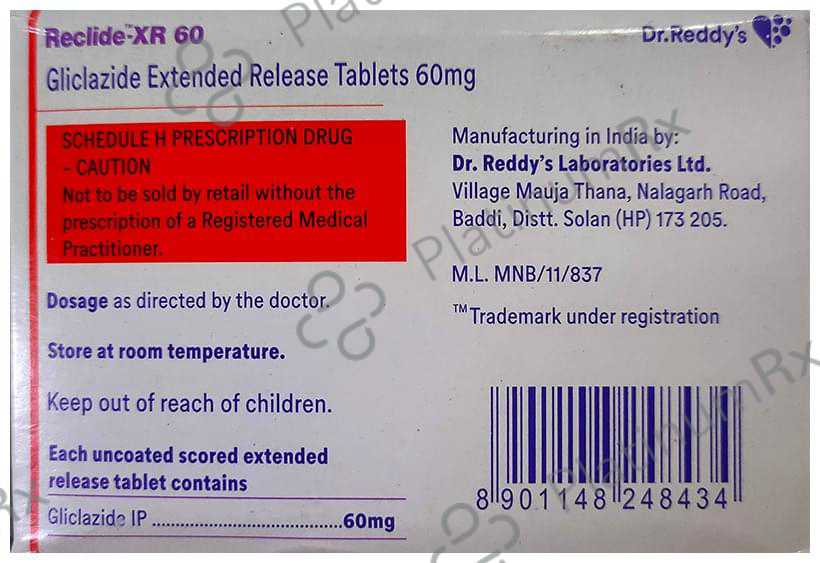 Reclide™-XR 60
Dr.Reddy's
Gliclazide Extended Release Tablets 60mg
SCHEDULE H PRESCRIPTION DRUG
- CAUTION
Not to be sold by retail without the
prescription of a Registered Medical
Practitioner.
Dosage as directed by the doctor.
Store at room temperature.
Keep out of reach of children.
Each uncoated scored extended
release tablet contains
Gliclazide IP ......................................60mg
Manufacturing in India by:
Dr. Reddy's Laboratories Ltd.
Village Mauja Thana, Nalagarh Road,
Baddi, Distt. Solan (HP) 173 205.
M.L. MNB/11/837
™Trademark under registration
8 901148 248434
PlatinumRx
PlatinumRx